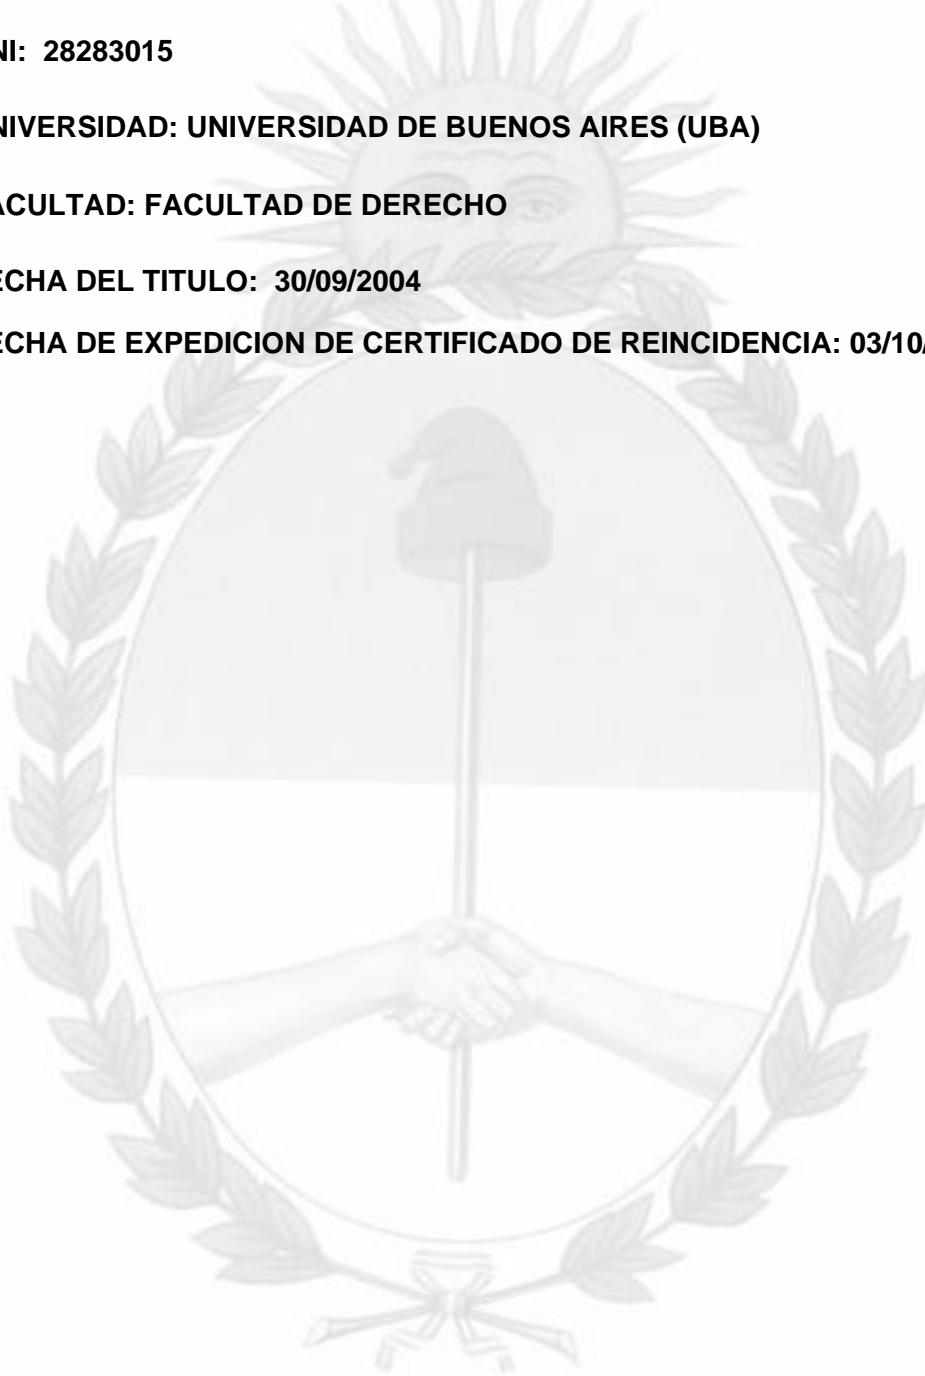 NI: 28283015
NIVERSIDAD: UNIVERSIDAD DE BUENOS AIRES (UBA)
ACULTAD: FACULTAD DE DERECHO
ECHA DEL TITULO: 30/09/2004
ECHA DE EXPEDICION DE CERTIFICADO DE REINCIDENCIA: 03/10/